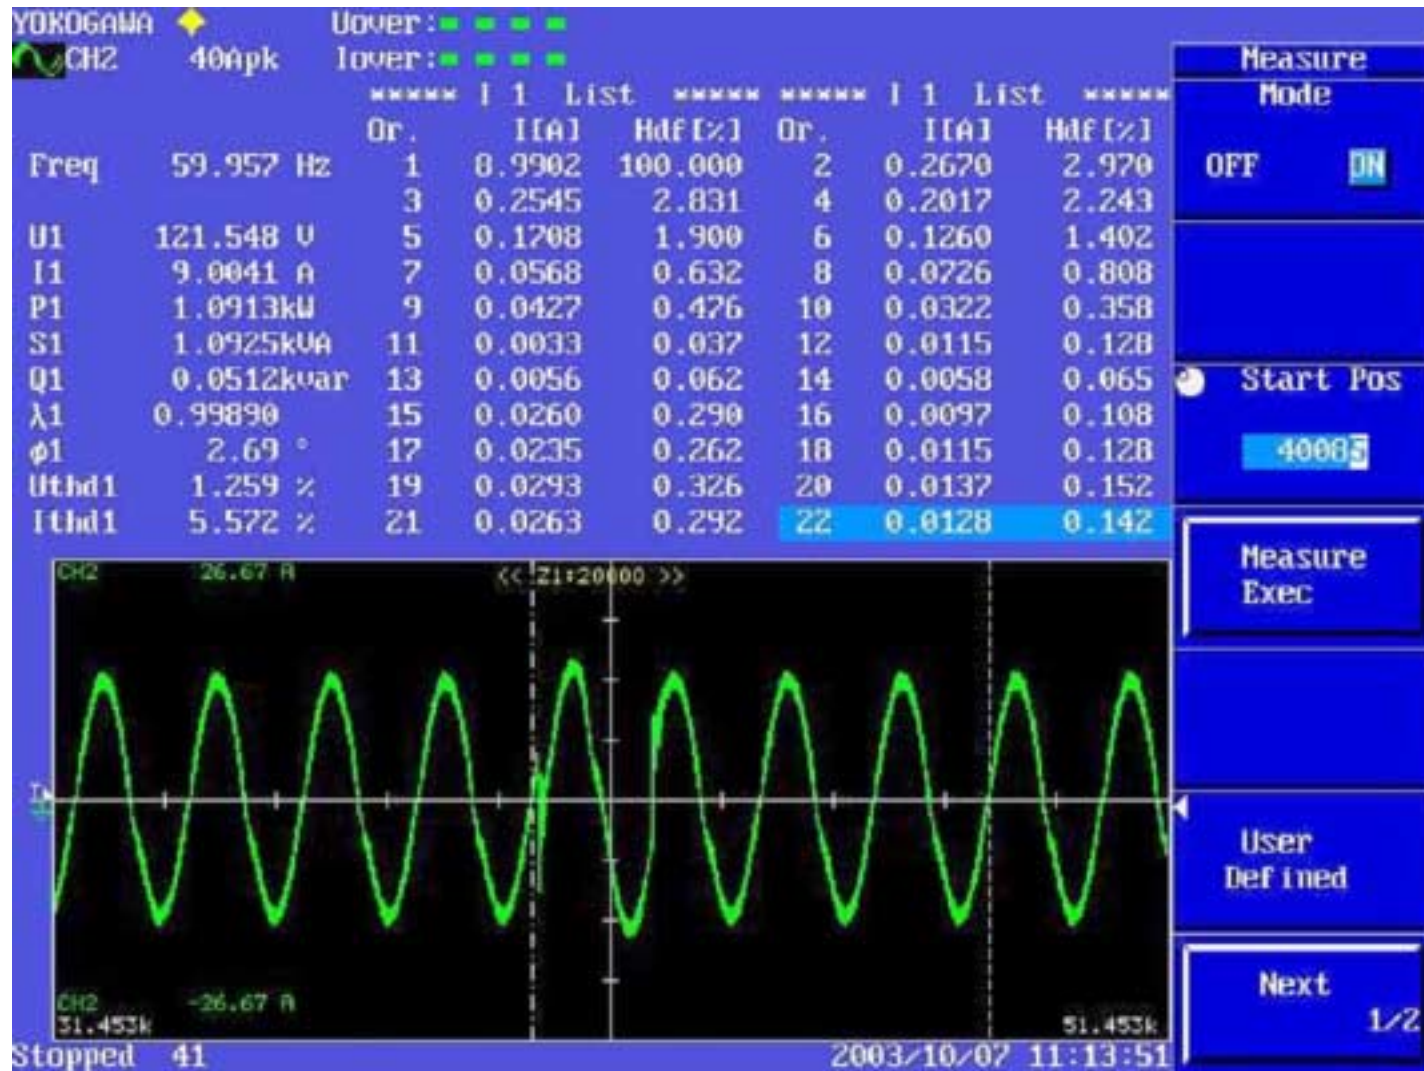 YOKOGAWA Uover:
CH2 40Apk Iover:
Measure
***** I 1 List ***** ***** I 1 List *****
Mode
Or. I[A] Hdf[%] Or. I[A] Hdf[%]
Freq 59.957 Hz 1 8.9902 100.000 2 0.2670 2.970
OFF ON
3 0.2545 2.831 4 0.2017 2.243
U1 121.548 V 5 0.1708 1.900 6 0.1260 1.402
I1 9.0041 A 7 0.0568 0.632 8 0.0726 0.808
P1 1.0913kW 9 0.0427 0.476 10 0.0322 0.358
S1 1.0925kVA 11 0.0033 0.037 12 0.0115 0.128
Q1 0.0512kvar 13 0.0056 0.062 14 0.0058 0.065
Start Pos
λ1 0.99890 15 0.0260 0.290 16 0.0097 0.108
φ1 2.69 ° 17 0.0235 0.262 18 0.0115 0.128
40085
Uthd1 1.259 % 19 0.0293 0.326 20 0.0137 0.152
Ithd1 5.572 % 21 0.0263 0.292 22 0.0128 0.142
Measure
Exec
CH2 26.67 A << Z1:20000 >>
User
Defined
CH2 -26.67 A
31.453k 51.453k
Next
1/2
Stopped 41 2003/10/07 11:13:51